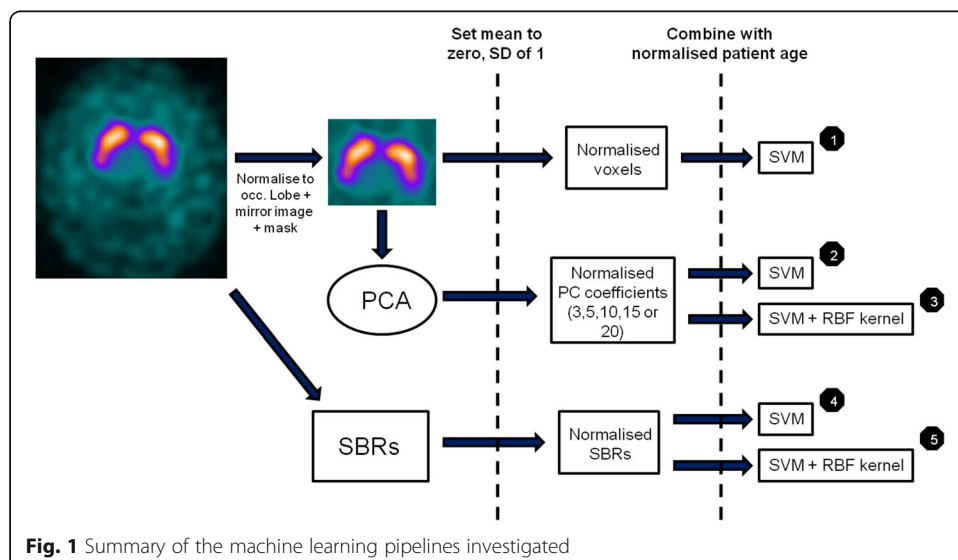 Set mean to
zero, SD of 1
Combine with
normalised patient age
Normalise to
occ. Lobe +
mirror image
+ mask
Normalised
voxels
SVM
1
PCA
Normalised
PC coefficients
(3,5,10,15 or
20)
SVM
2
SVM + RBF kernel
3
SBRs
Normalised
SBRs
SVM
4
SVM + RBF kernel
5
Fig. 1 Summary of the machine learning pipelines investigated